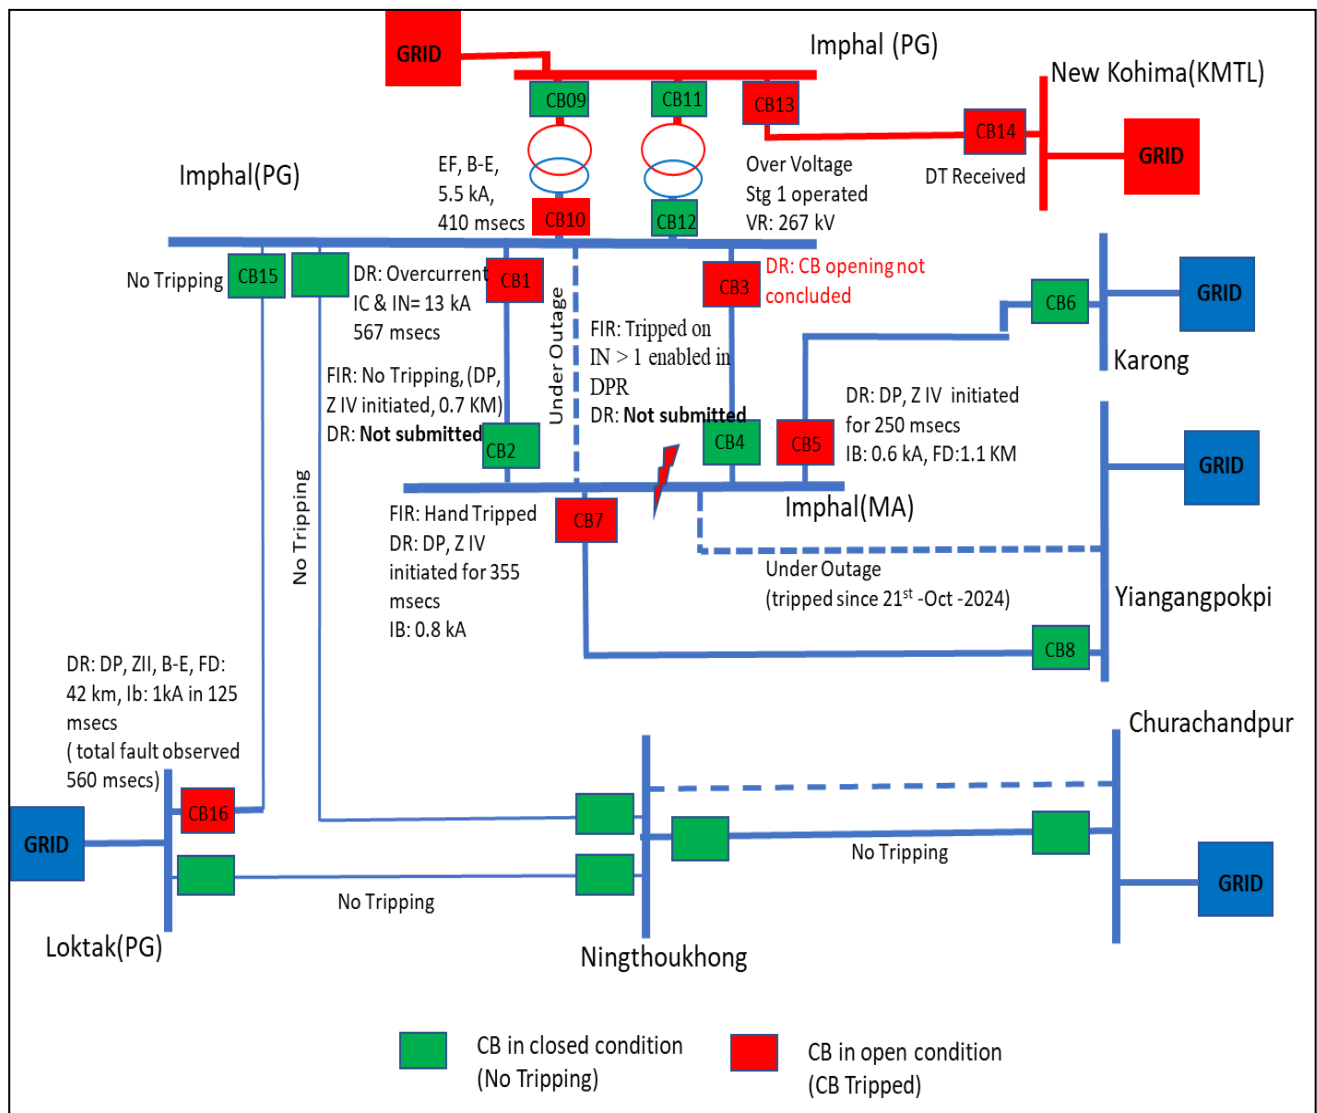 GRID
Imphal (PG)
New Kohima(KMTL)
CB09
CB11
CB13
CB14
GRID
DT Received
Over Voltage
Stg 1 operated
VR: 267 kV
EF, B-E,
5.5 kA,
410 msecs
CB10
CB12
Imphal(PG)
No Tripping
CB15
DR: Overcurrent
IC & IN= 13 kA
567 msecs
CB1
Under Outage
CB3
DR: CB opening not
concluded
FIR: Tripped on
IN > 1 enabled in
DPR
DR: Not submitted
CB6
GRID
Karong
FIR: No Tripping, (DP,
Z IV initiated, 0.7 KM)
DR: Not submitted
CB2
CB4
CB5
DR: DP, Z IV initiated
for 250 msecs
IB: 0.6 kA, FD:1.1 KM
GRID
No Tripping
Imphal(MA)
FIR: Hand Tripped
DR: DP, Z IV
initiated for 355
msecs
IB: 0.8 kA
CB7
Under Outage
(tripped since 21st -Oct -2024)
Yiangangpokpi
CB8
DR: DP, ZII, B-E, FD:
42 km, Ib: 1kA in 125
msecs
( total fault observed
560 msecs)
Churachandpur
CB16
GRID
No Tripping
No Tripping
GRID
Loktak(PG)
Ningthoukhong
CB in closed condition
(No Tripping)
CB in open condition
(CB Tripped)